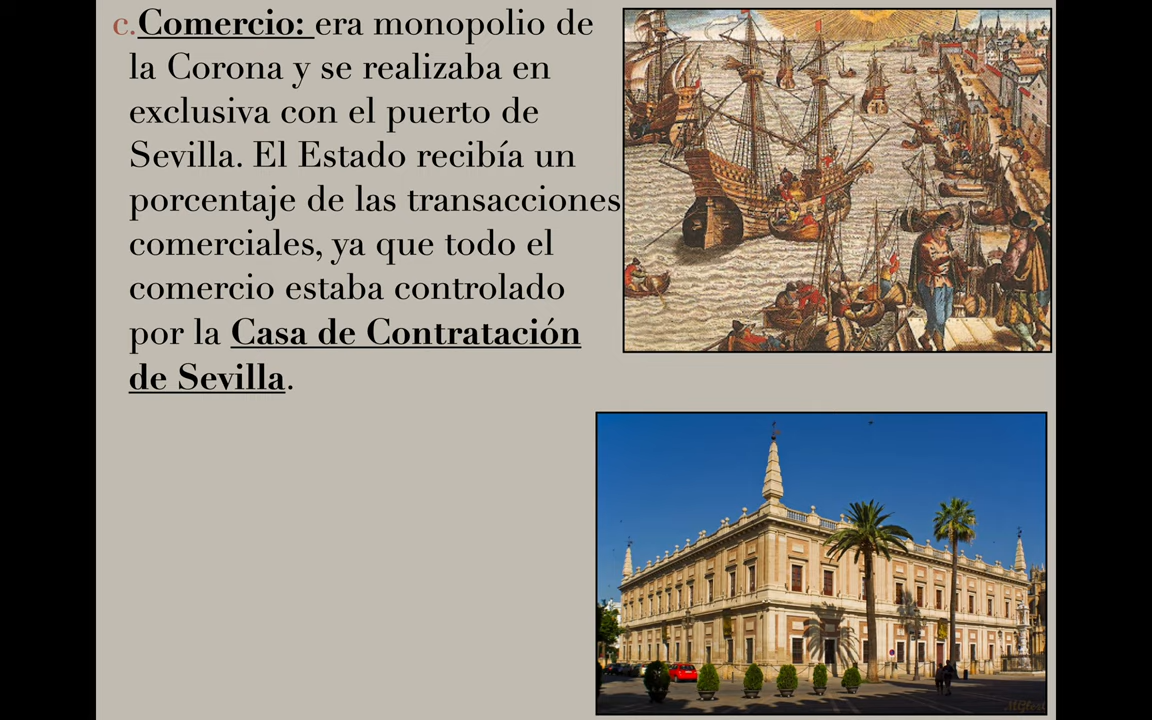 c.Comercio: era monopolio de
la Corona y se realizaba en
exclusiva con el puerto de
Sevilla. El Estado recibía un
porcentaje de las transacciones
comerciales, ya que todo el
comercio estaba controlado
por la Casa de Contratación
de Sevilla.